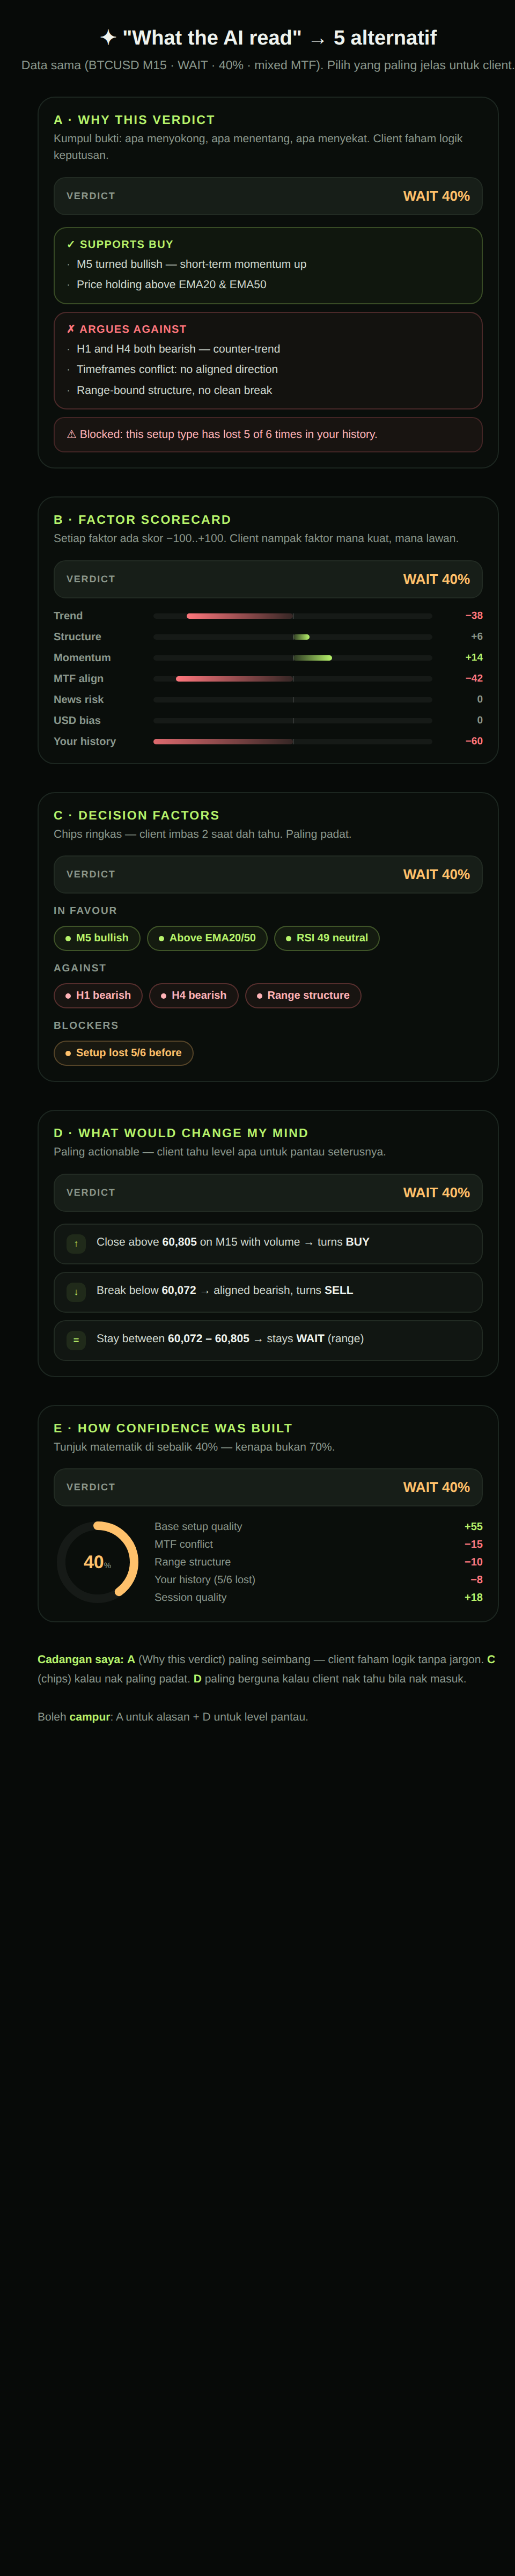 ✦ "What the AI read" → 5 alternatif
Data sama (BTCUSD M15 · WAIT · 40% · mixed MTF). Pilih yang paling jelas untuk client.
A · WHY THIS VERDICT
Kumpul bukti: apa menyokong, apa menentang, apa menyekat. Client faham logik
keputusan.
VERDICT WAIT 40%
✓ SUPPORTS BUY
· M5 turned bullish — short-term momentum up
· Price holding above EMA20 & EMA50
✗ ARGUES AGAINST
· H1 and H4 both bearish — counter-trend
· Timeframes conflict: no aligned direction
· Range-bound structure, no clean break
⚠ Blocked: this setup type has lost 5 of 6 times in your history.
B · FACTOR SCORECARD
Setiap faktor ada skor −100..+100. Client nampak faktor mana kuat, mana lawan.
VERDICT WAIT 40%
Trend −38
Structure +6
Momentum +14
MTF align −42
News risk 0
USD bias 0
Your history −60
C · DECISION FACTORS
Chips ringkas — client imbas 2 saat dah tahu. Paling padat.
VERDICT WAIT 40%
IN FAVOUR
● M5 bullish ● Above EMA20/50 ● RSI 49 neutral
AGAINST
● H1 bearish ● H4 bearish ● Range structure
BLOCKERS
● Setup lost 5/6 before
D · WHAT WOULD CHANGE MY MIND
Paling actionable — client tahu level apa untuk pantau seterusnya.
VERDICT WAIT 40%
↑ Close above 60,805 on M15 with volume → turns BUY
↓ Break below 60,072 → aligned bearish, turns SELL
= Stay between 60,072 – 60,805 → stays WAIT (range)
E · HOW CONFIDENCE WAS BUILT
Tunjuk matematik di sebalik 40% — kenapa bukan 70%.
VERDICT WAIT 40%
40%
Base setup quality +55
MTF conflict −15
Range structure −10
Your history (5/6 lost) −8
Session quality +18
Cadangan saya: A (Why this verdict) paling seimbang — client faham logik tanpa jargon. C
(chips) kalau nak paling padat. D paling berguna kalau client nak tahu bila nak masuk.
Boleh campur: A untuk alasan + D untuk level pantau.